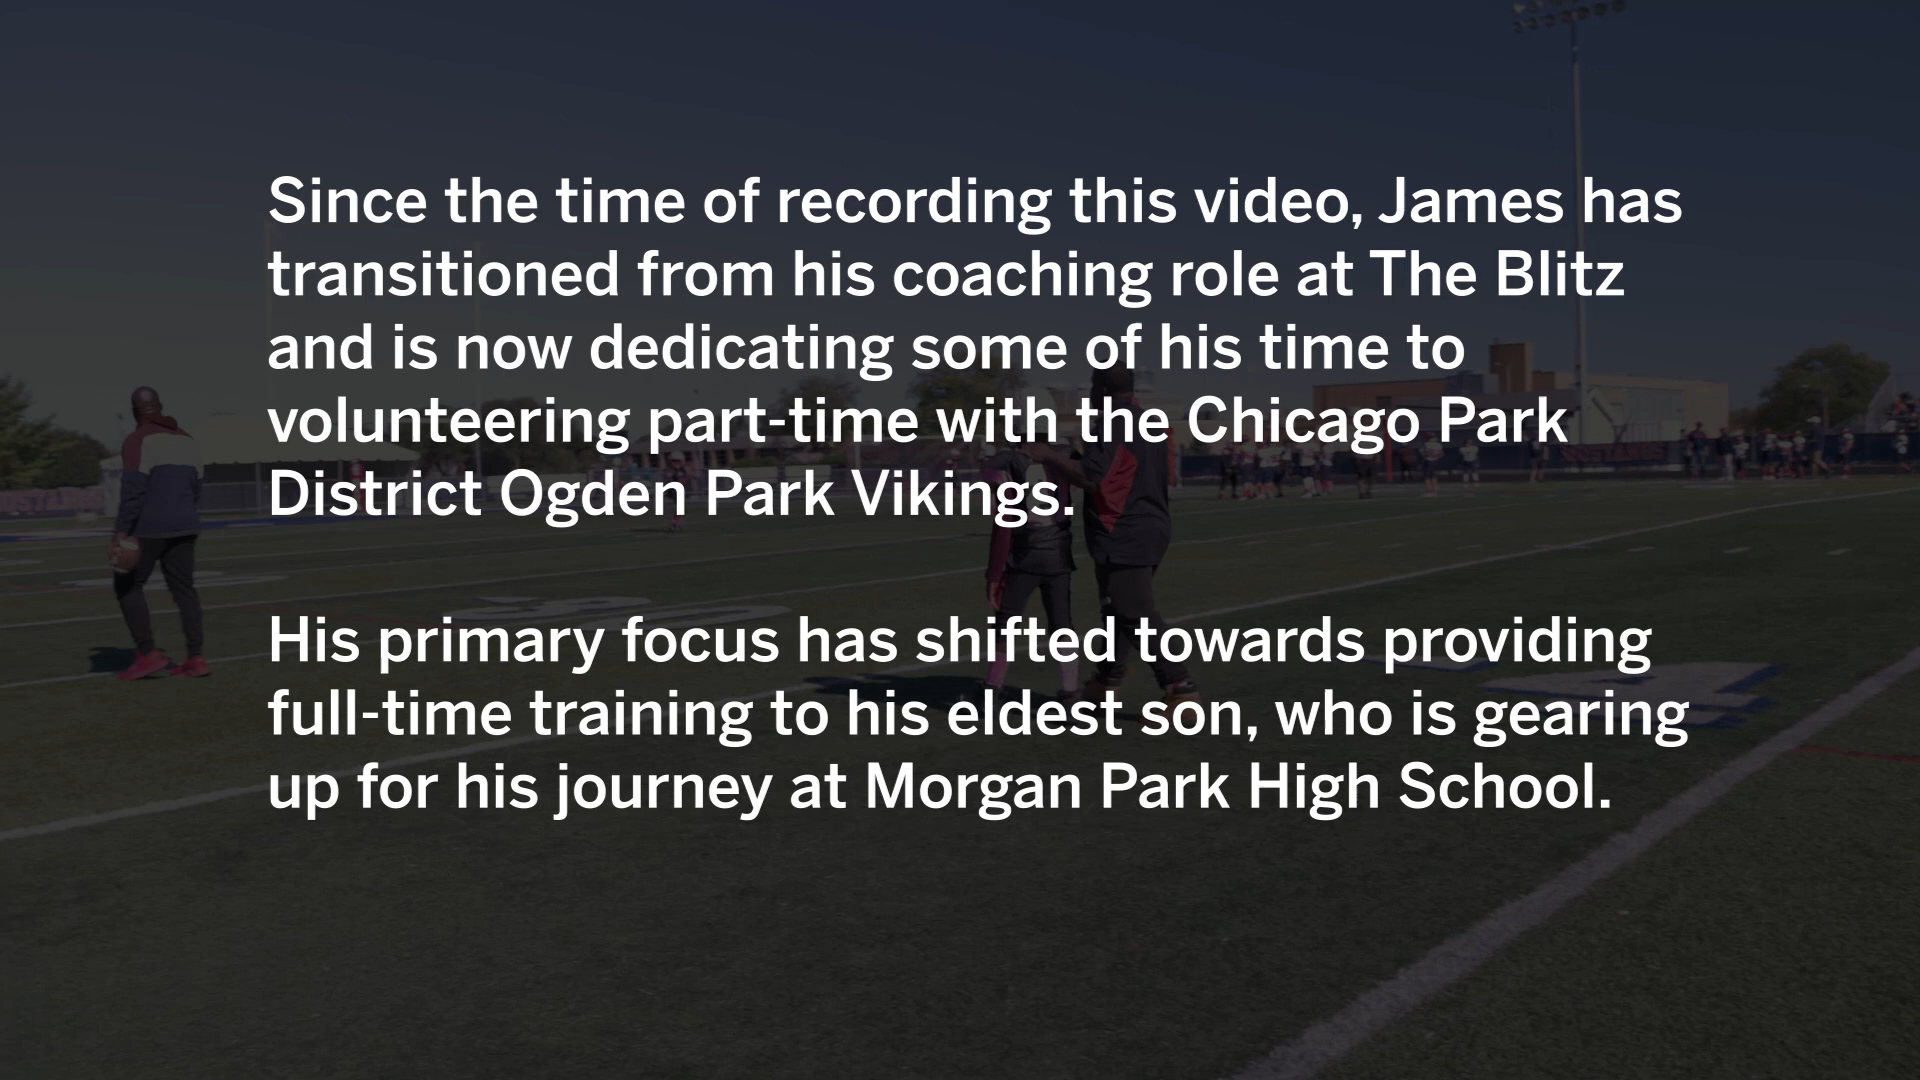 Since the time of recording this video, James has
transitioned from his coaching role at The Blitz
and is now dedicating some of his time to
volunteering part-time with the Chicago Park
District Ogden Park Vikings.
His primary focus has shifted towards providing
full-time training to his eldest son, who is gearing
up for his journey at Morgan Park High School.